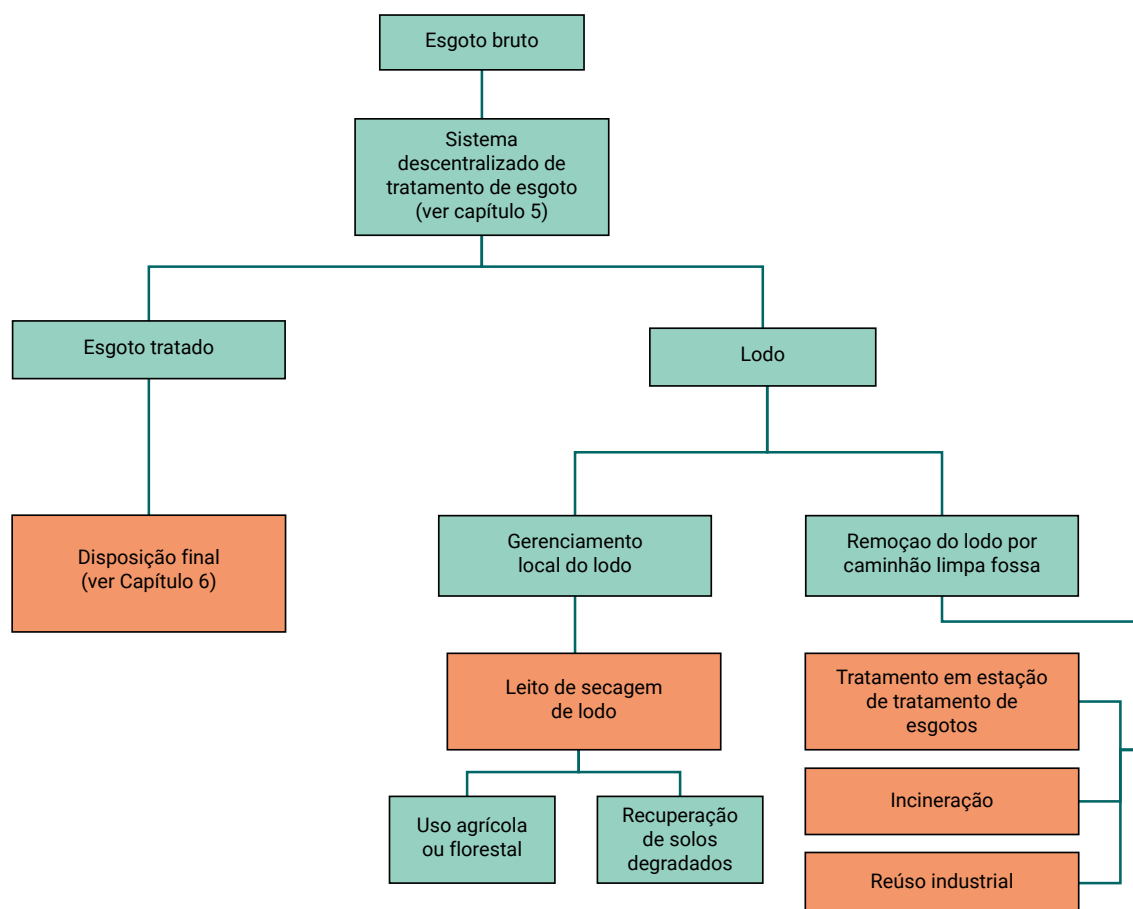 Esgoto bruto
Sistema
descentralizado de
tratamento de esgoto
(ver capítulo 5)
Esgoto tratado
Lodo
Disposição final
(ver Capítulo 6)
Gerenciamento
local do lodo
Remoçao do lodo por
caminhão limpa fossa
Leito de secagem
de lodo
Tratamento em estação
de tratamento de
esgotos
Uso agrícola
ou florestal
Recuperação
de solos
degradados
Incineração
Reúso industrial